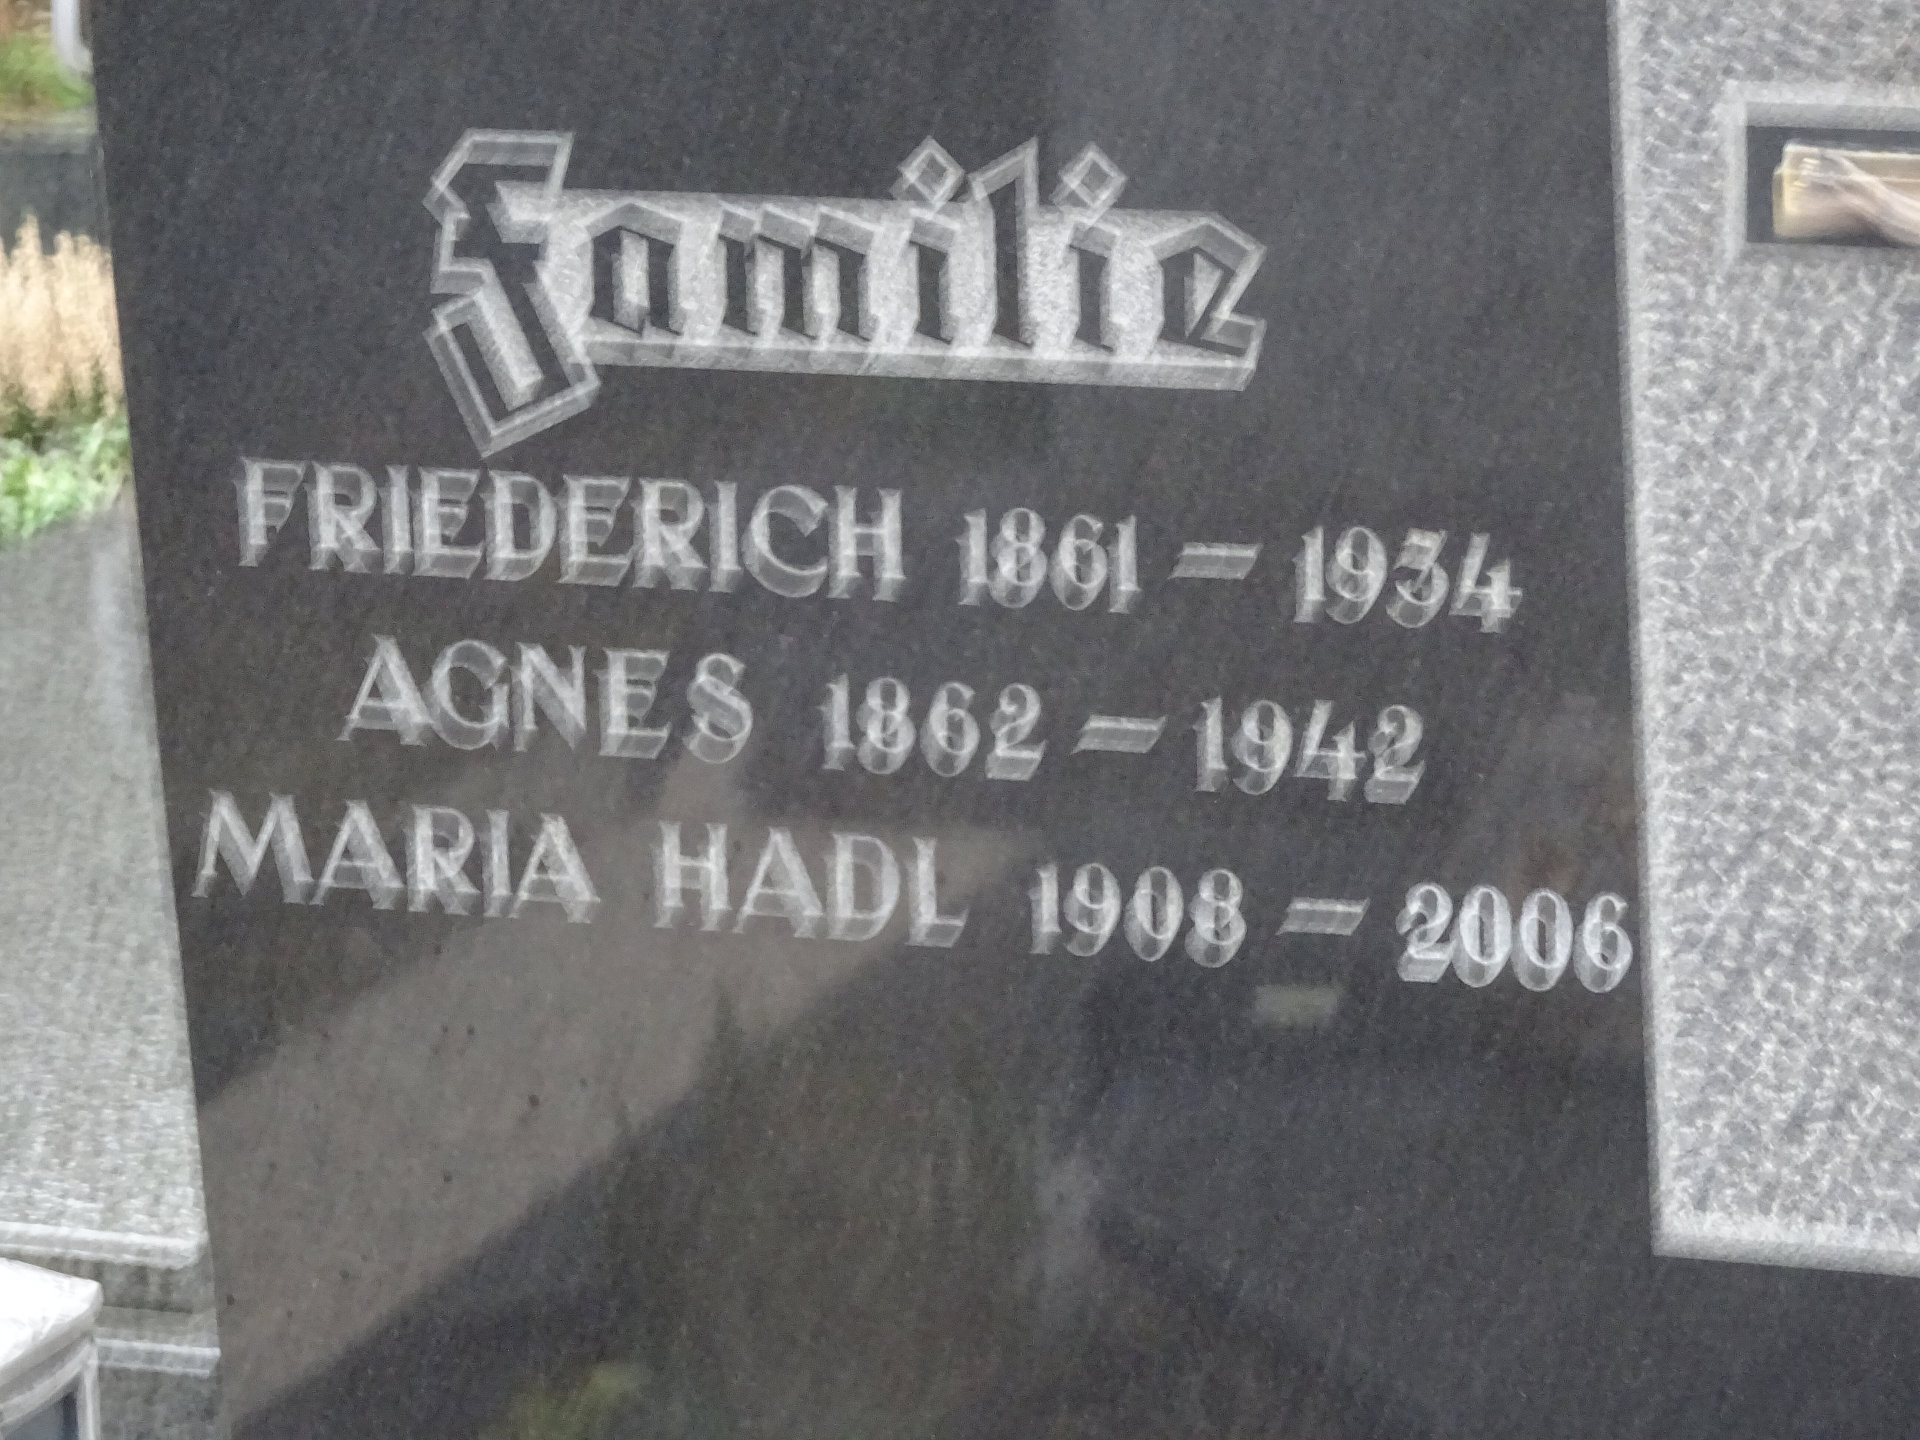 Familie
FRIEDERICH 1861 – 1934
AGNES 1862 – 1942
MARIA HADL 1908 – 2006